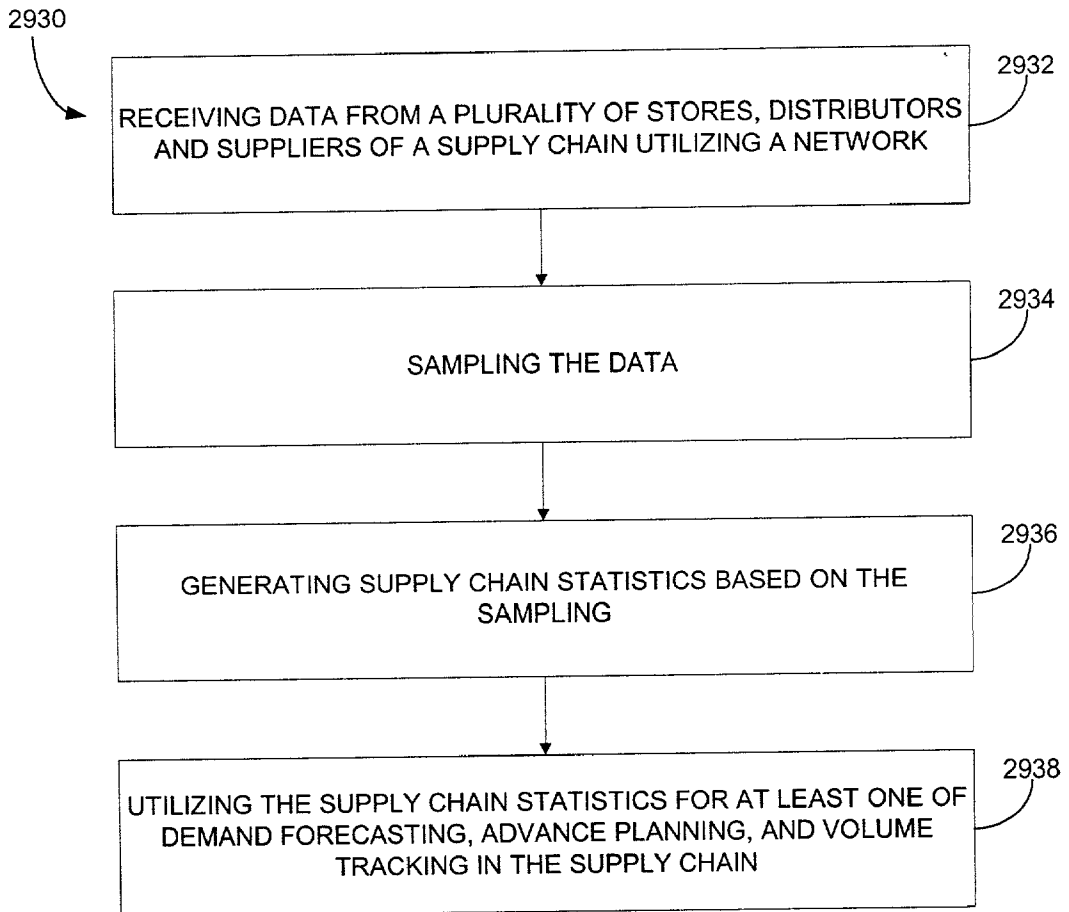 2930
2932
RECEIVING DATA FROM A PLURALITY OF STORES, DISTRIBUTORS
AND SUPPLIERS OF A SUPPLY CHAIN UTILIZING A NETWORK
2934
SAMPLING THE DATA
2936
GENERATING SUPPLY CHAIN STATISTICS BASED ON THE
SAMPLING
2938
UTILIZING THE SUPPLY CHAIN STATISTICS FOR AT LEAST ONE OF
DEMAND FORECASTING, ADVANCE PLANNING, AND VOLUME
TRACKING IN THE SUPPLY CHAIN